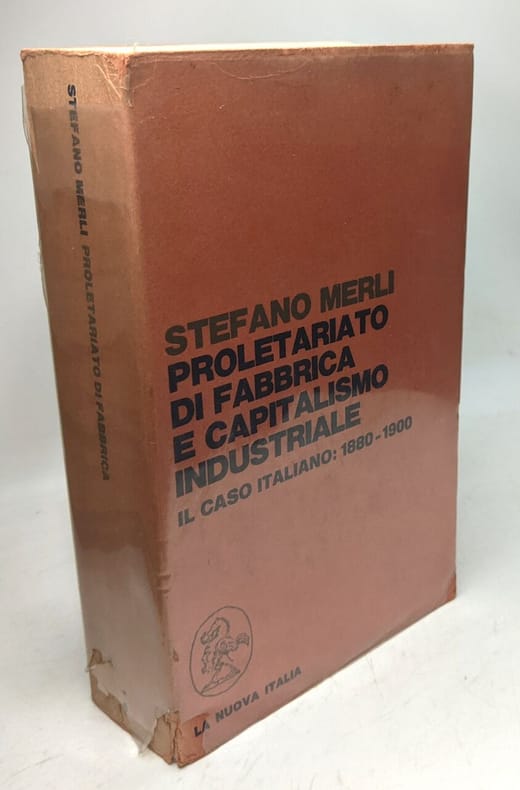 STEFANO MERLI PROLETARIATO DI FABBRICA
STEFANO MERLI
PROLETARIATO
DI FABBRICA
E CAPITALISMO
INDUSTRIALE
IL CASO ITALIANO: 1880-1900
LA NUOVA ITALIA